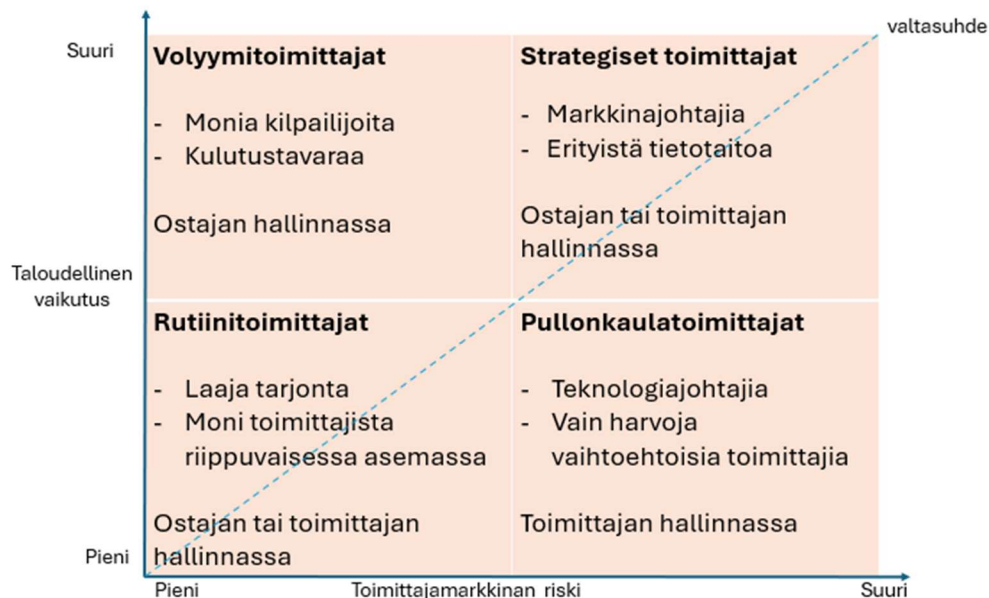 valtasuhde
Suuri
Volyymitoimittajat
- Monia kilpailijoita
- Kulutustavaraa
Ostajan hallinnassa
Strategiset toimittajat
- Markkinajohtajia
- Erityistä tietotaitoa
Ostajan tai toimittajan
hallinnassa
Taloudellinen
vaikutus
Rutiinitoimittajat
- Laaja tarjonta
- Moni toimittajista
riippuvaisessa asemassa
Ostajan tai toimittajan
hallinnassa
Pullonkaulatoimittajat
- Teknologiajohtajia
- Vain harvoja
vaihtoehtoisia toimittajia
Toimittajan hallinnassa
Pieni
Pieni
Toimittajamarkkinan riski
Suuri